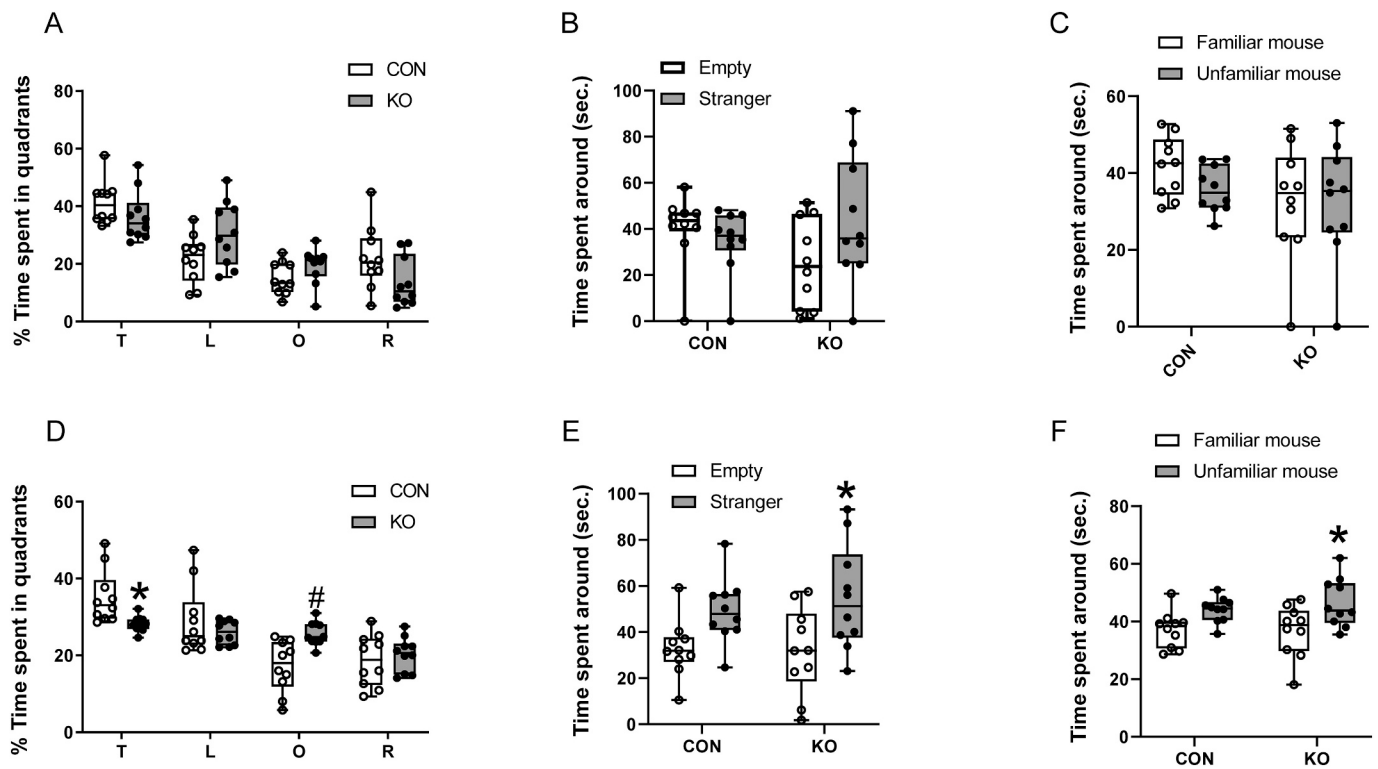 A
CON
KO
% Time spent in quadrants
80
60
40
20
0
T L O R
B
Empty
Stranger
Time spent around (sec.)
100
80
60
40
20
0
CON KO
C
Familiar mouse
Unfamiliar mouse
Time spent around (sec.)
60
40
20
0
CON KO
D
CON
KO
% Time spent in quadrants
60
40
20
0
*
#
T L O R
E
Empty
Stranger
Time spent around (sec.)
100
80
60
40
20
0
*
CON KO
F
Familiar mouse
Unfamiliar mouse
Time spent around (sec.)
80
60
40
20
0
*
CON KO